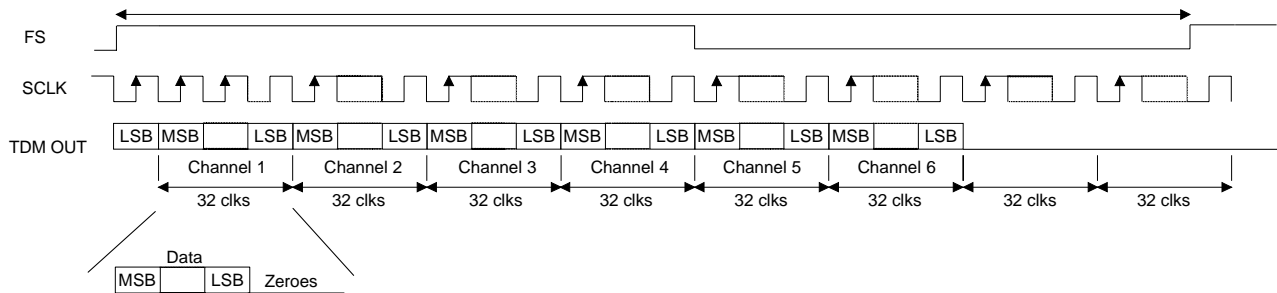 FS
SCLK
TDM OUT
LSB MSB LSB MSB LSB MSB LSB MSB LSB MSB LSB MSB LSB
Channel 1 Channel 2 Channel 3 Channel 4 Channel 5 Channel 6
32 clks 32 clks 32 clks 32 clks 32 clks 32 clks 32 clks 32 clks
Data
MSB LSB Zeroes